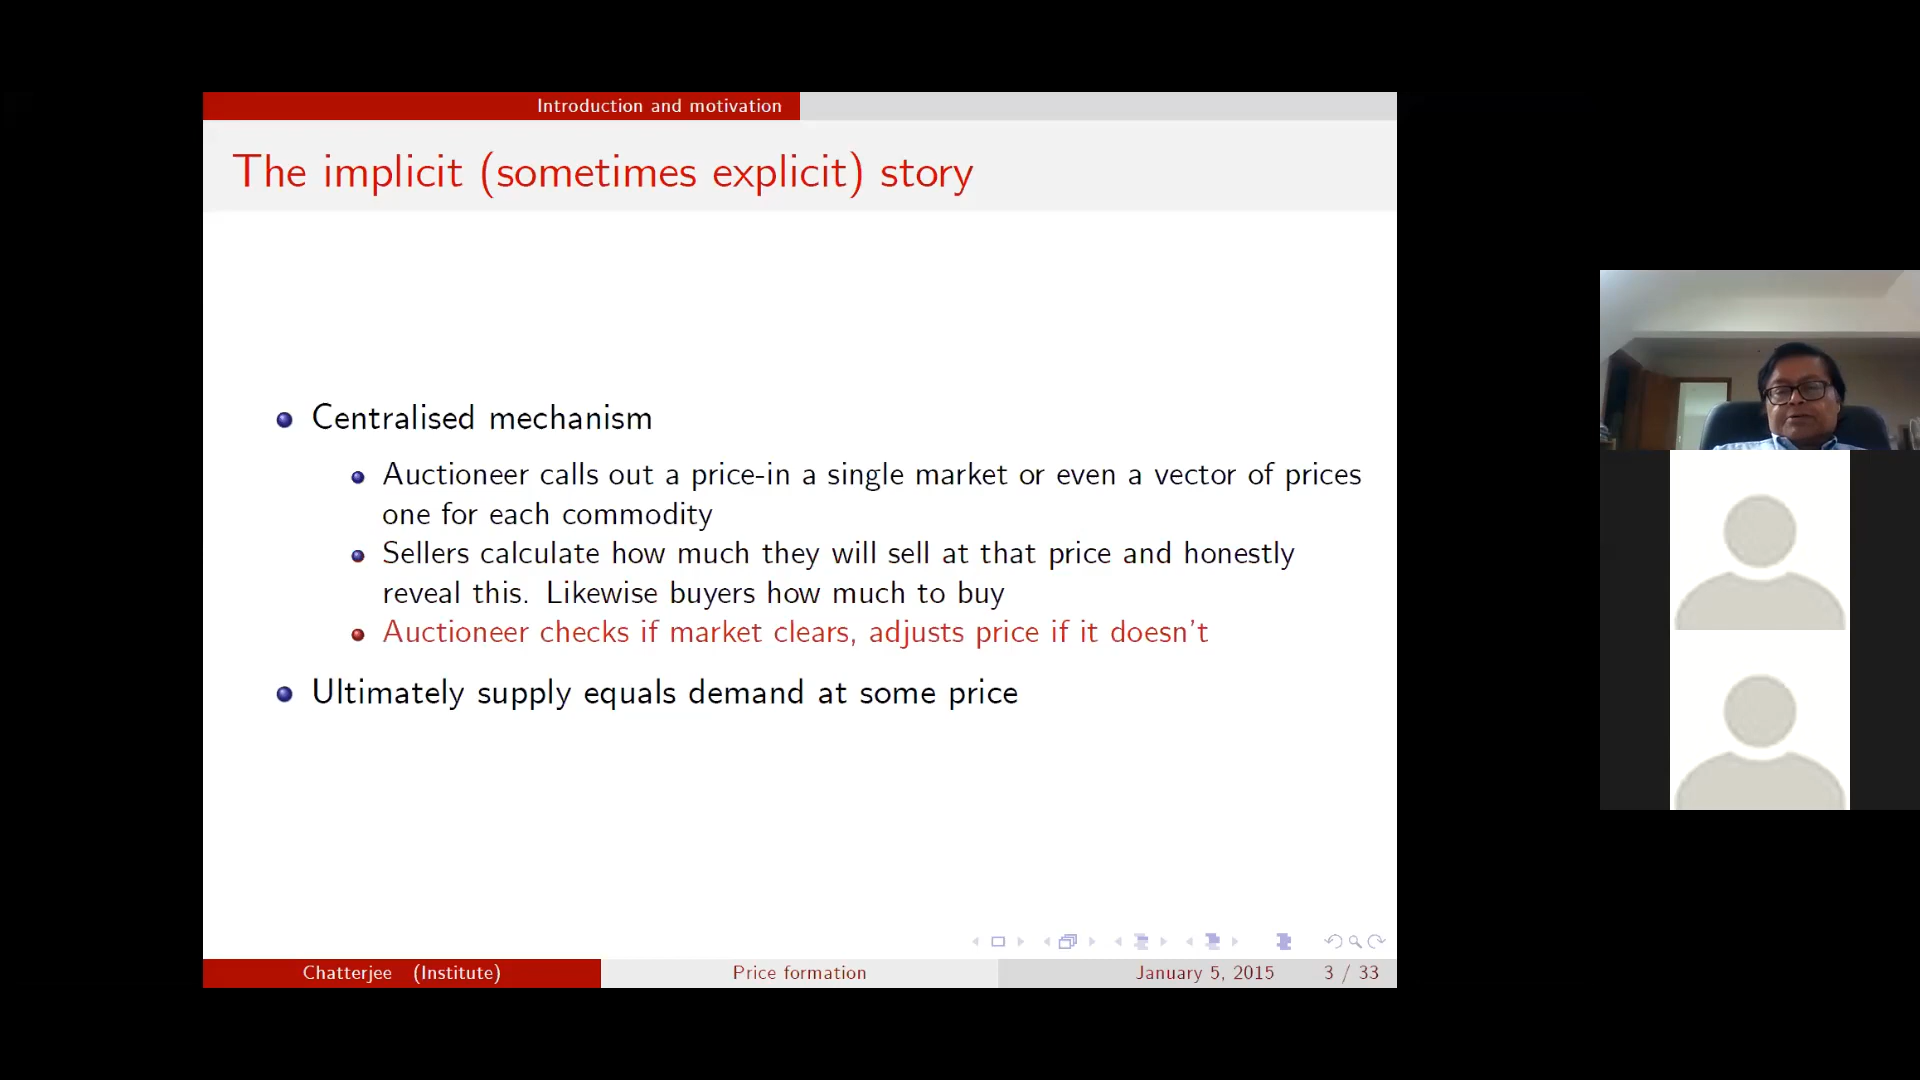 Introduction and motivation
The implicit (sometimes explicit) story
Centralised mechanism
Auctioneer calls out a price-in a single market or even a vector of prices
one for each commodity
Sellers calculate how much they will sell at that price and honestly
reveal this. Likewise buyers how much to buy
Auctioneer checks if market clears, adjusts price if it doesn't
Ultimately supply equals demand at some price
Chatterjee (Institute) Price formation January 5, 2015 3 / 33